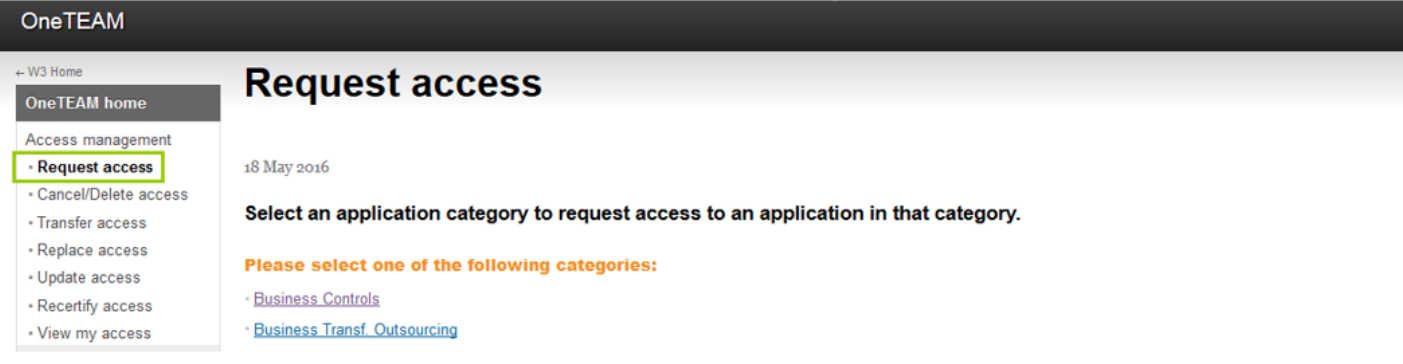 OneTEAM
← W3 Home
OneTEAM home
Access management
• Request access
• Cancel/Delete access
• Transfer access
• Replace access
• Update access
• Recertify access
• View my access
Request access
18 May 2016
Select an application category to request access to an application in that category.
Please select one of the following categories:
• Business Controls
• Business Transf. Outsourcing